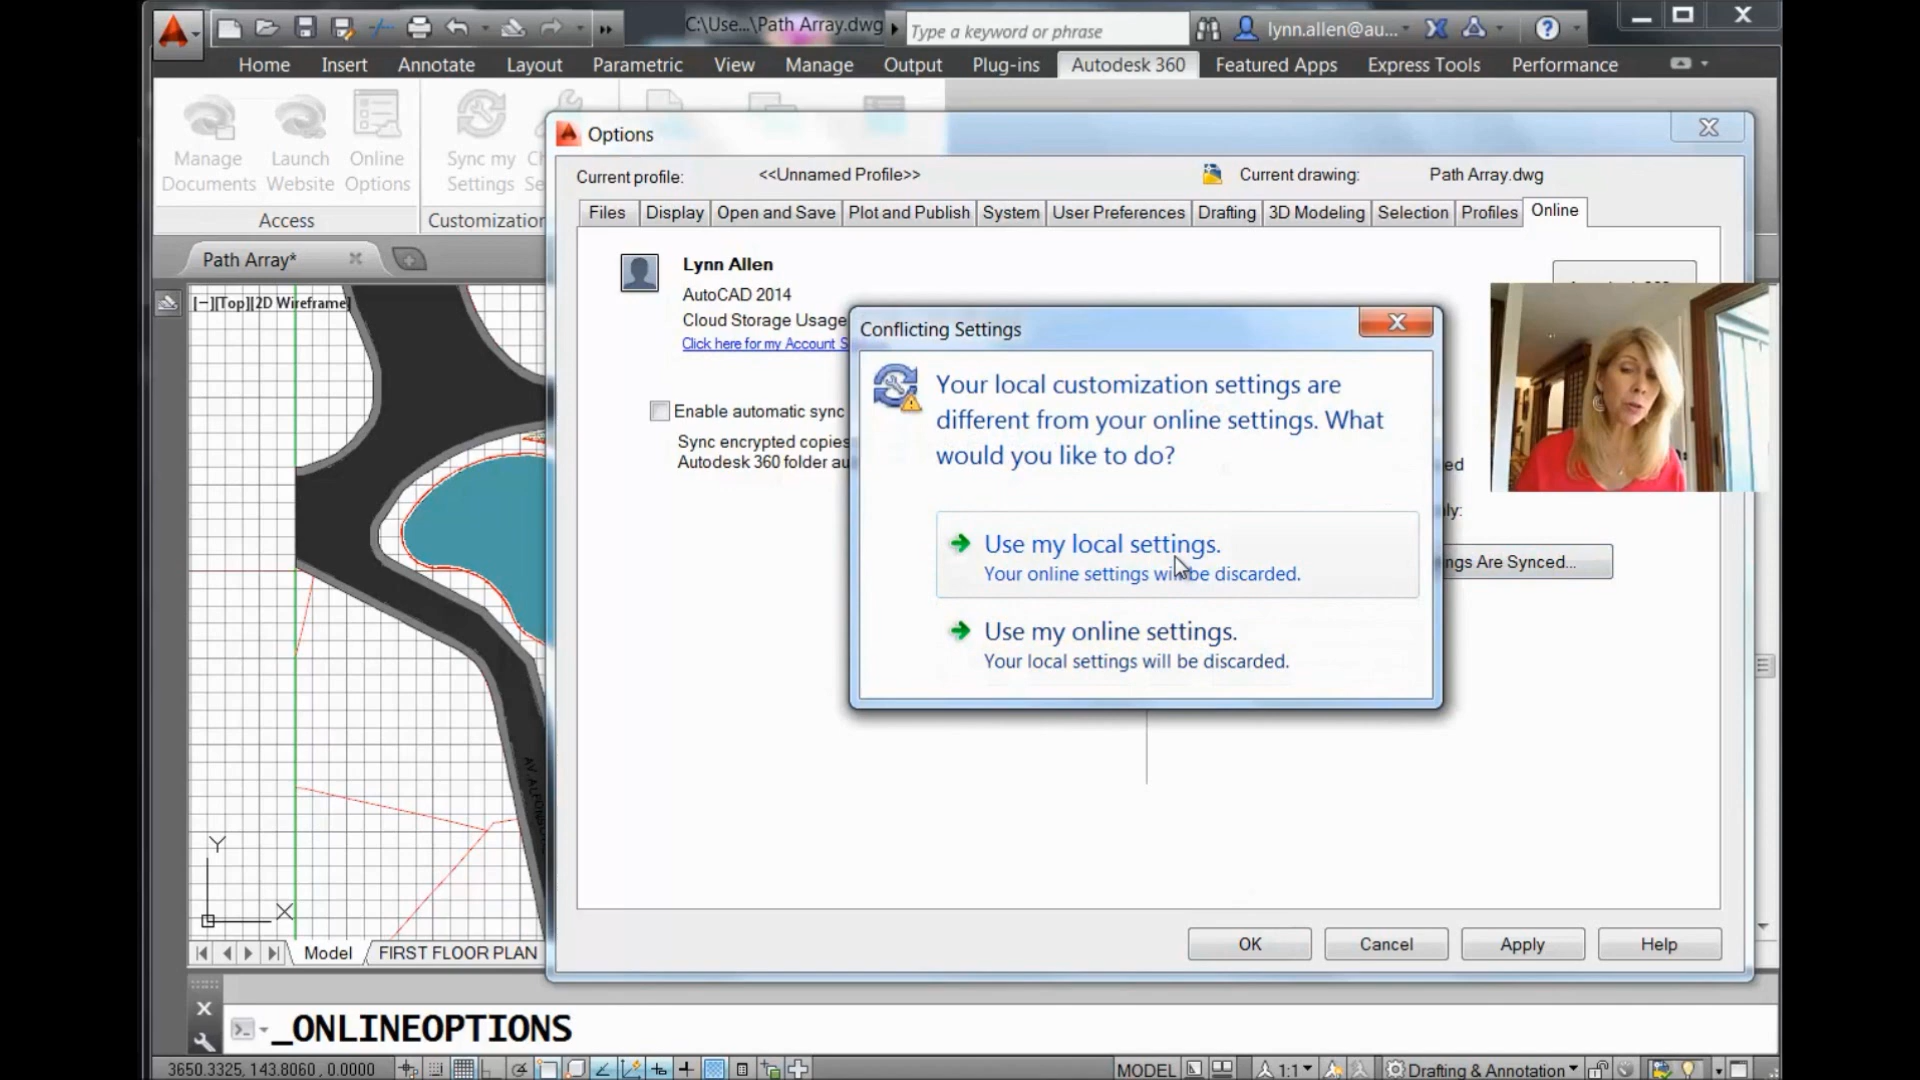 C:\Use...\Path Array.dwg
Type a keyword or phrase
lynn.allen@au...
Home Insert Annotate Layout Parametric View Manage Output Plug-ins Autodesk 360 Featured Apps Express Tools Performance
Manage Documents
Launch Website
Online Options
Sync my Settings
Access
Customization
Path Array*
[−][Top][2D Wireframe]
Options
Current profile: <<Unnamed Profile>> Current drawing: Path Array.dwg
Files Display Open and Save Plot and Publish System User Preferences Drafting 3D Modeling Selection Profiles Online
Lynn Allen
AutoCAD 2014
Cloud Storage Usage
Click here for my Account S
Enable automatic sync
Sync encrypted copies
Autodesk 360 folder au
Conflicting Settings
Your local customization settings are
different from your online settings. What
would you like to do?
Use my local settings.
Your online settings will be discarded.
Use my online settings.
Your local settings will be discarded.
ed
ly:
ngs Are Synced...
OK Cancel Apply Help
Y
X
Model FIRST FLOOR PLAN
_ONLINEOPTIONS
3650.3325, 143.8060, 0.0000
MODEL 1:1 Drafting & Annotation